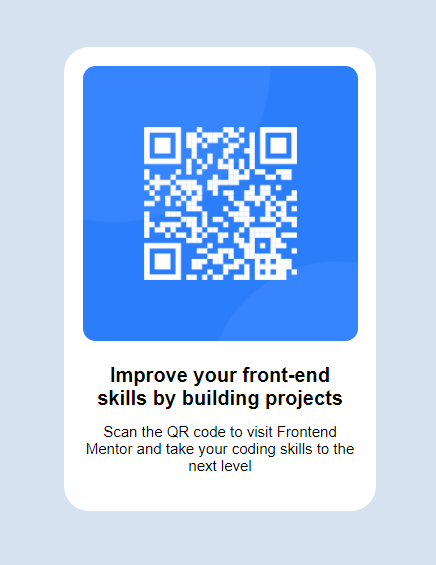 Improve your front-end
skills by building projects
Scan the QR code to visit Frontend
Mentor and take your coding skills to the
next level